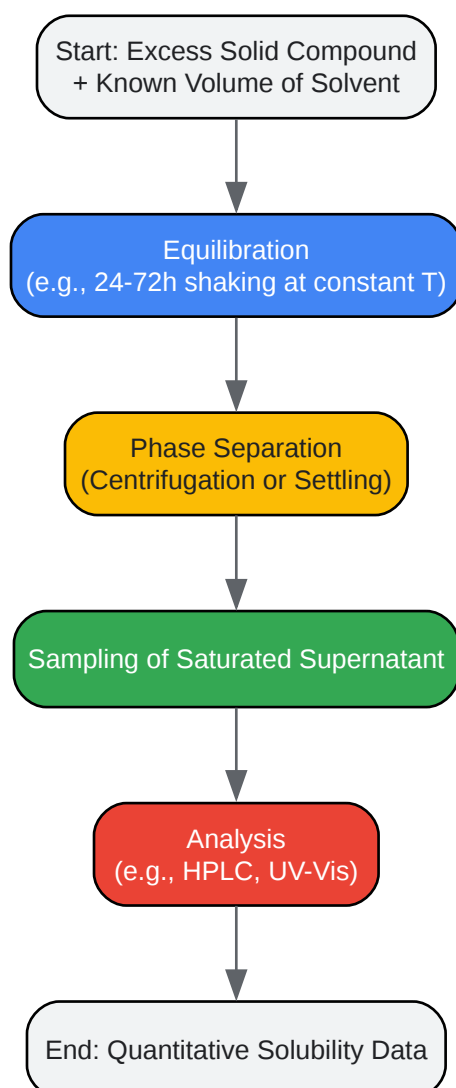 Start: Excess Solid Compound
+ Known Volume of Solvent
Equilibration
(e.g., 24-72h shaking at constant T)
Phase Separation
(Centrifugation or Settling)
Sampling of Saturated Supernatant
Analysis
(e.g., HPLC, UV-Vis)
End: Quantitative Solubility Data